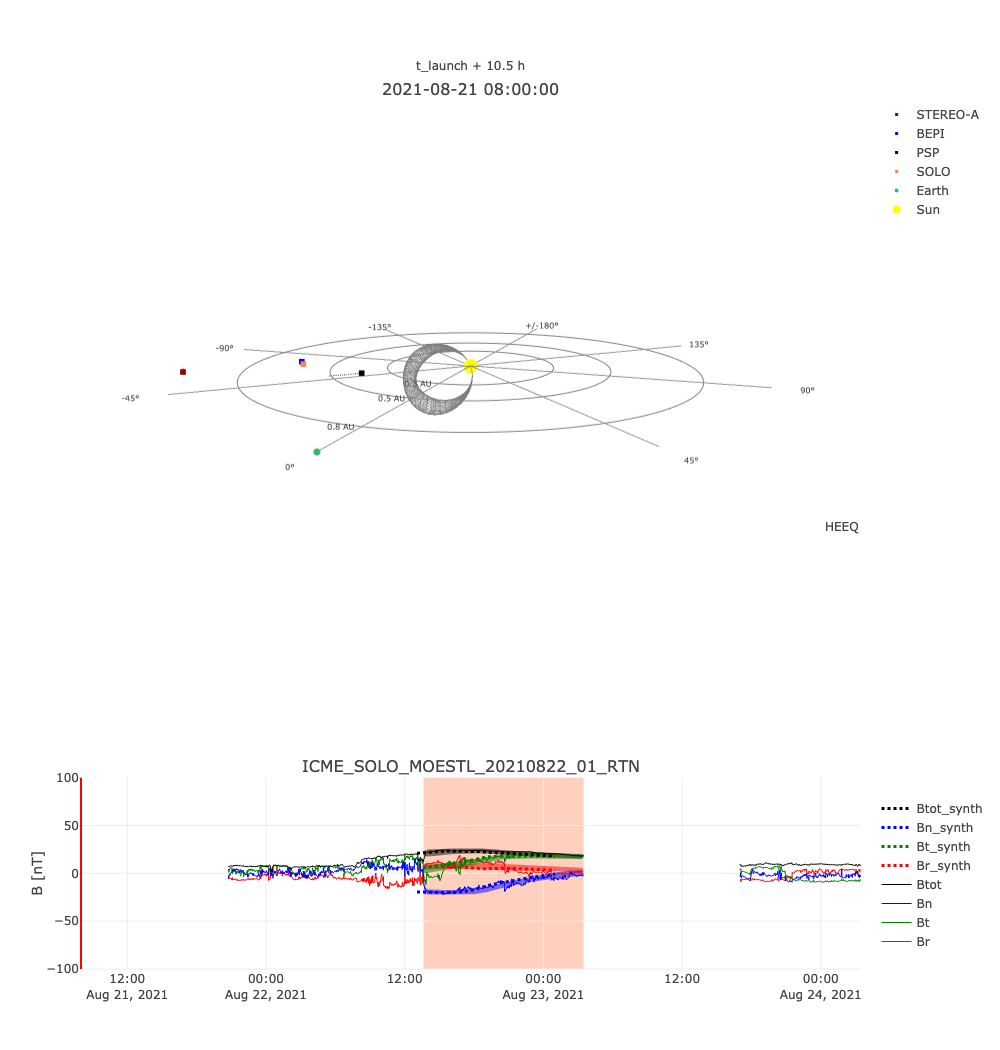 t_launch + 10.5 h
2021-08-21 08:00:00
STEREO-A
BEPI
PSP
SOLO
Earth
Sun
-135°
+/-180°
-90°
135°
0.3 AU
-45°
0.5 AU
90°
0.8 AU
0°
45°
HEEQ
ICME_SOLO_MOESTL_20210822_01_RTN
B [nT]
100
50
0
−50
−100
12:00
Aug 21, 2021
00:00
Aug 22, 2021
12:00
00:00
Aug 23, 2021
12:00
00:00
Aug 24, 2021
Btot_synth
Bn_synth
Bt_synth
Br_synth
Btot
Bn
Bt
Br